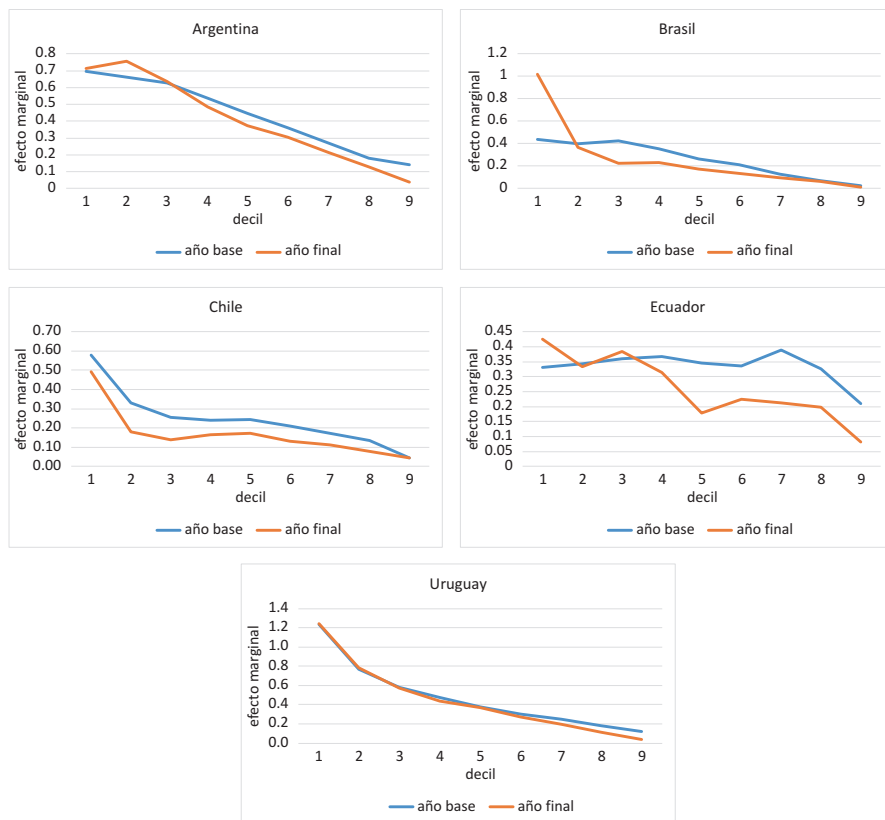 Argentina
efecto marginal
0.8
0.7
0.6
0.5
0.4
0.3
0.2
0.1
0
1 2 3 4 5 6 7 8 9
decil
año base año final
Brasil
efecto marginal
1.2
1
0.8
0.6
0.4
0.2
0
1 2 3 4 5 6 7 8 9
decil
año base año final
Chile
efecto marginal
0.70
0.60
0.50
0.40
0.30
0.20
0.10
0.00
1 2 3 4 5 6 7 8 9
decil
año base año final
Ecuador
efecto marginal
0.45
0.4
0.35
0.3
0.25
0.2
0.15
0.1
0.05
0
1 2 3 4 5 6 7 8 9
decil
año base año final
Uruguay
efecto marginal
1.4
1.2
1.0
0.8
0.6
0.4
0.2
0.0
1 2 3 4 5 6 7 8 9
decil
año base año final